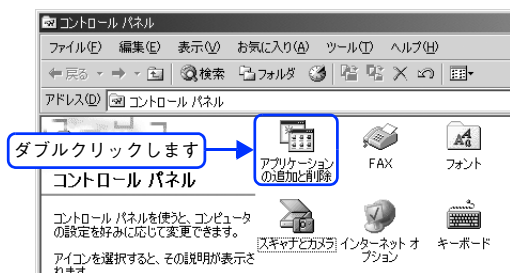 コントロール パネル
ファイル(F) 編集(E) 表示(V) お気に入り(A) ツール(T) ヘルプ(H)
戻る 検索 フォルダ
アドレス(D) コントロール パネル
ダブルクリックします
アプリケーション
の追加と削除
FAX
フォント
コントロール パネル
コントロール パネルを使うと、コンピュータ
の設定を好みに応じて変更できます。
アイコンを選択すると、その説明が表示さ
れます。
スキャナとカメラ
インターネット オ
プション
キーボード